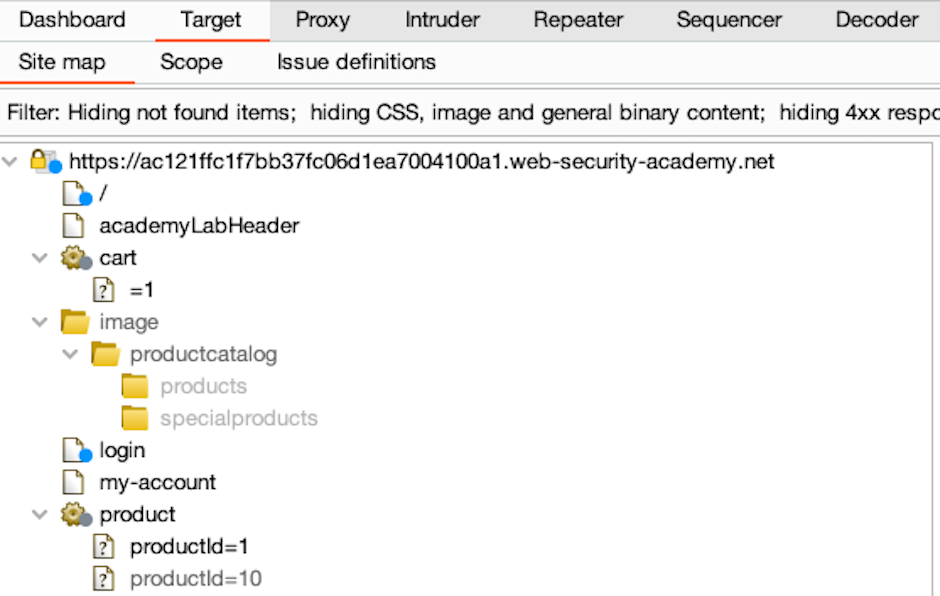 Dashboard Target Proxy Intruder Repeater Sequencer Decoder
Site map Scope Issue definitions
Filter: Hiding not found items; hiding CSS, image and general binary content; hiding 4xx respo
https://ac121ffc1f7bb37fc06d1ea7004100a1.web-security-academy.net
/
academyLabHeader
cart
=1
image
productcatalog
products
specialproducts
login
my-account
product
productId=1
productId=10